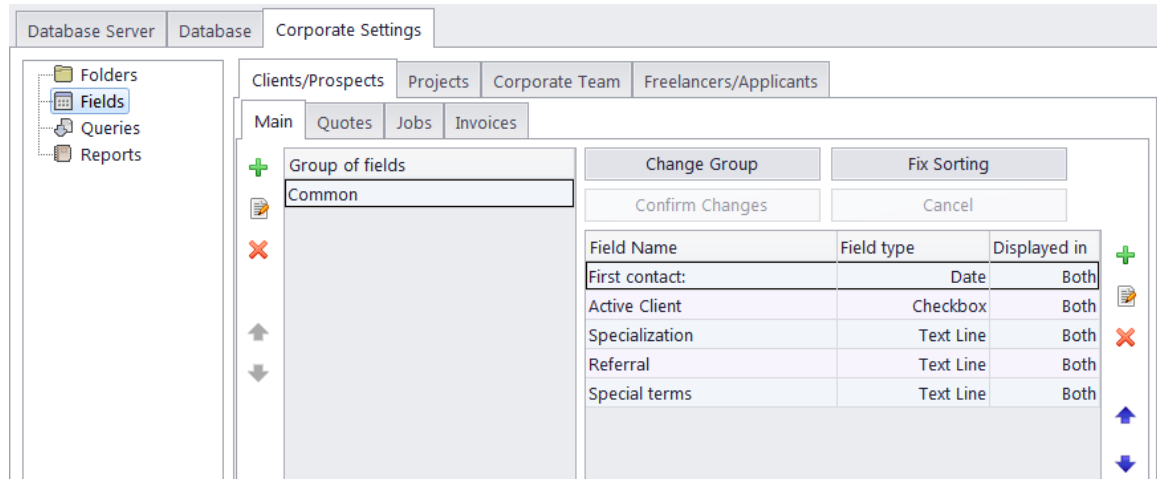 Database Server Database Corporate Settings
Folders
Fields
Queries
Reports
Clients/Prospects Projects Corporate Team Freelancers/Applicants
Main Quotes Jobs Invoices
Group of fields
Common
Change Group Fix Sorting
Confirm Changes Cancel
Field Name Field type Displayed in
First contact: Date Both
Active Client Checkbox Both
Specialization Text Line Both
Referral Text Line Both
Special terms Text Line Both